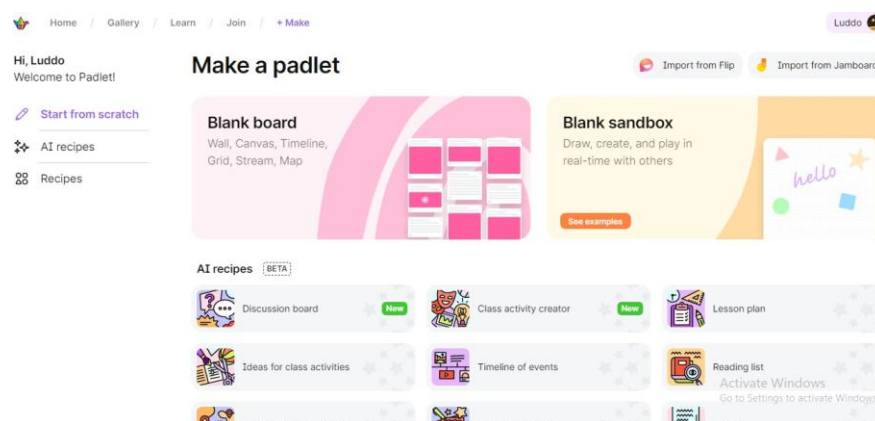 Home / Gallery / Learn / Join / + Make
Luddo
Hi, Luddo
Welcome to Padlet!
Start from scratch
AI recipes
Recipes
Make a padlet
Import from Flip
Import from Jamboard
Blank board
Wall, Canvas, Timeline,
Grid, Stream, Map
Blank sandbox
Draw, create, and play in
real-time with others
See examples
hello
AI recipes BETA
Discussion board New
Class activity creator New
Lesson plan
Ideas for class activities
Timeline of events
Reading list
Activate Windows
Go to Settings to activate Windows